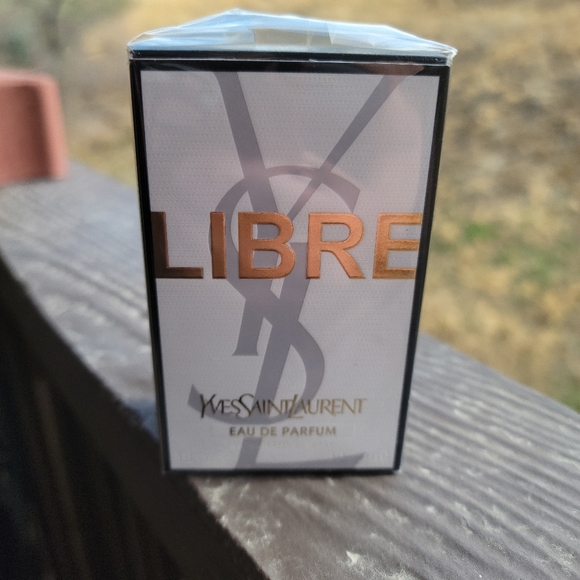 LIBRE
YVESSAINTLAURENT
EAU DE PARFUM